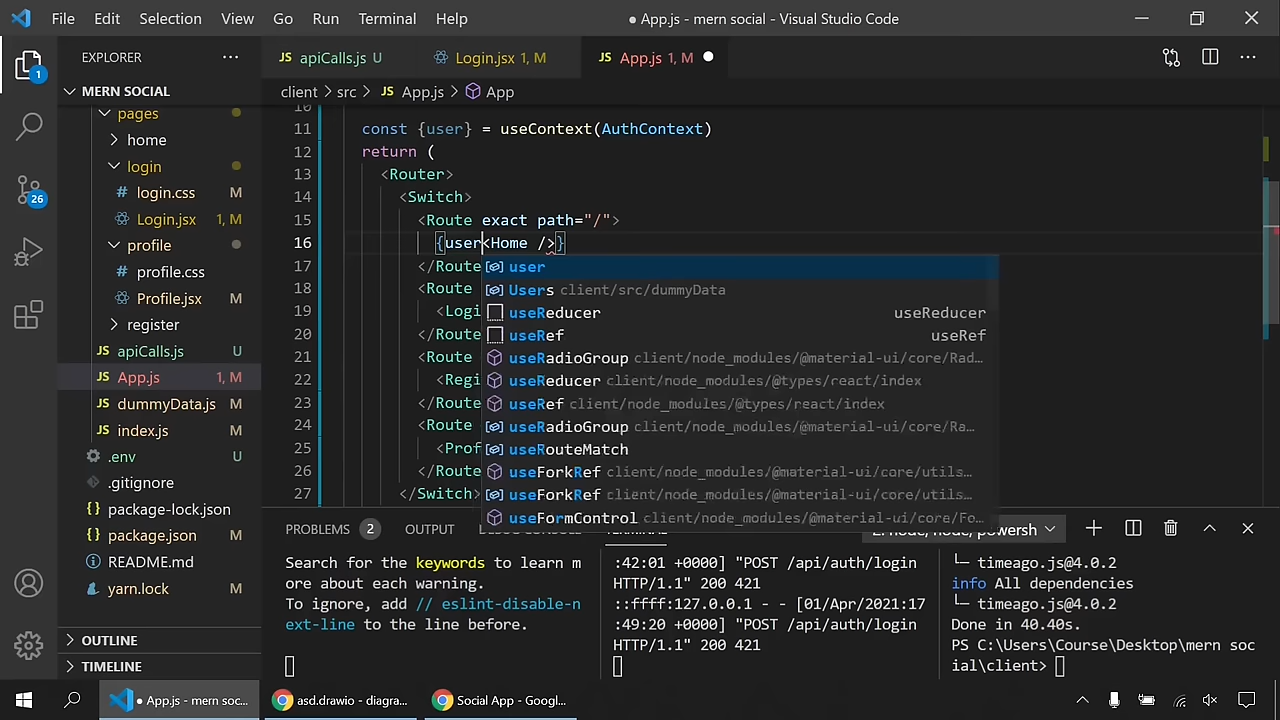 File Edit Selection View Go Run Terminal Help
● App.js - mern social - Visual Studio Code
EXPLORER
JS apiCalls.js U
Login.jsx 1, M
JS App.js 1, M
1
MERN SOCIAL
client > src > JS App.js > App
pages
home
login
# login.css M
Login.jsx 1, M
profile
# profile.css M
Profile.jsx M
register
JS apiCalls.js U
JS App.js 1, M
JS dummyData.js M
JS index.js M
.env U
.gitignore
{} package-lock.json
{} package.json M
README.md
yarn.lock M
OUTLINE
TIMELINE
26
10
11 const {user} = useContext(AuthContext)
12 return (
13 <Router>
14 <Switch>
15 <Route exact path="/">
16 {user<Home />}
17 </Route
18 <Route
19 <Logi
20 </Route
21 <Route
22 <Regi
23 </Route
24 <Route
25 <Prof
26 </Route
27 </Switch>
user
Users client/src/dummyData
useReducer useReducer
useRef useRef
useRadioGroup client/node_modules/@material-ui/core/Rad…
useReducer client/node_modules/@types/react/index
useRef client/node_modules/@types/react/index
useRadioGroup client/node_modules/@material-ui/core/Ra…
useRouteMatch
useForkRef client/node_modules/@material-ui/core/utils…
useForkRef client/node_modules/@material-ui/core/utils…
useFormControl client/node_modules/@material-ui/core/Fo…
PROBLEMS 2 OUTPUT
Search for the keywords to learn m
ore about each warning.
To ignore, add // eslint-disable-n
ext-line to the line before.
:42:01 +0000] "POST /api/auth/login
HTTP/1.1" 200 421
::ffff:127.0.0.1 - - [01/Apr/2021:17
:49:20 +0000] "POST /api/auth/login
HTTP/1.1" 200 421
└─ timeago.js@4.0.2
info All dependencies
└─ timeago.js@4.0.2
Done in 40.40s.
PS C:\Users\Course\Desktop\mern soc
ial\client>
● App.js - mern soc...
asd.drawio - diagra...
Social App - Googl...